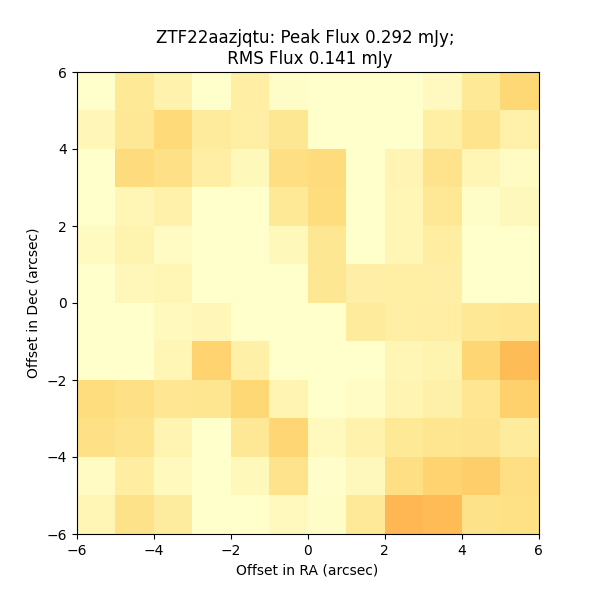 ZTF22aazjqtu: Peak Flux 0.292 mJy;
RMS Flux 0.141 mJy
6
4
2
0
−2
−4
−6
Offset in Dec (arcsec)
−6 −4 −2 0 2 4 6
Offset in RA (arcsec)